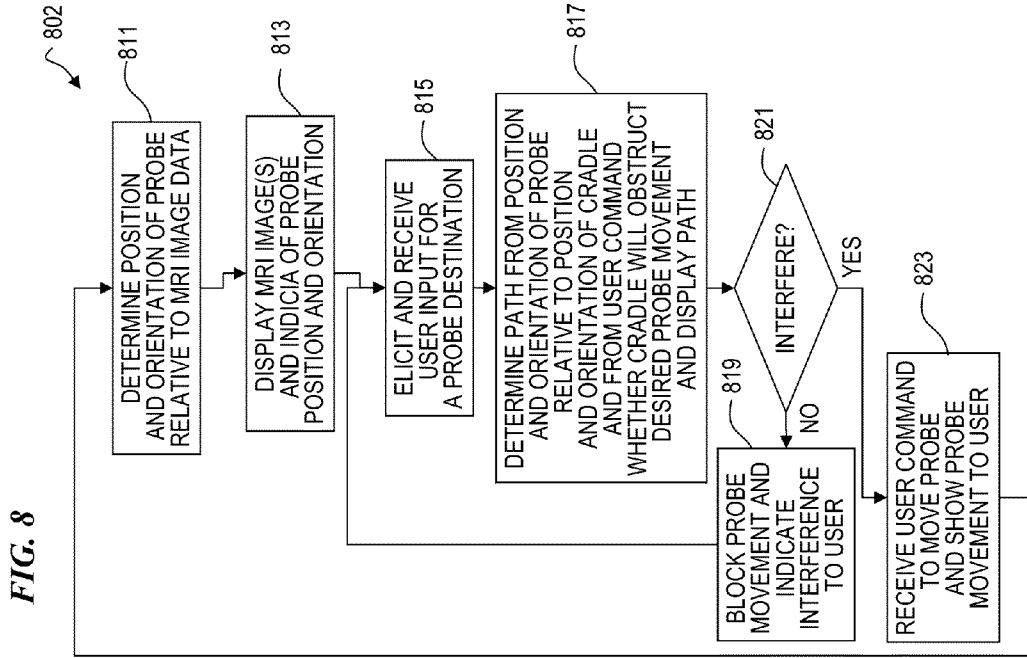 FIG. 8
802
DETERMINE POSITION
AND ORIENTATION OF PROBE
RELATIVE TO MRI IMAGE DATA
811
DISPLAY MRI IMAGE(S)
AND INDICIA OF PROBE
POSITION AND ORIENTATION
813
ELICIT AND RECEIVE
USER INPUT FOR
A PROBE DESTINATION
815
DETERMINE PATH FROM POSITION
AND ORIENTATION OF PROBE
RELATIVE TO POSITION
AND ORIENTATION OF CRADLE
AND FROM USER COMMAND
WHETHER CRADLE WILL OBSTRUCT
DESIRED PROBE MOVEMENT
AND DISPLAY PATH
817
INTERFERE?
821
NO
YES
BLOCK PROBE
MOVEMENT AND
INDICATE
INTERFERENCE
TO USER
819
RECEIVE USER COMMAND
TO MOVE PROBE
AND SHOW PROBE
MOVEMENT TO USER
823